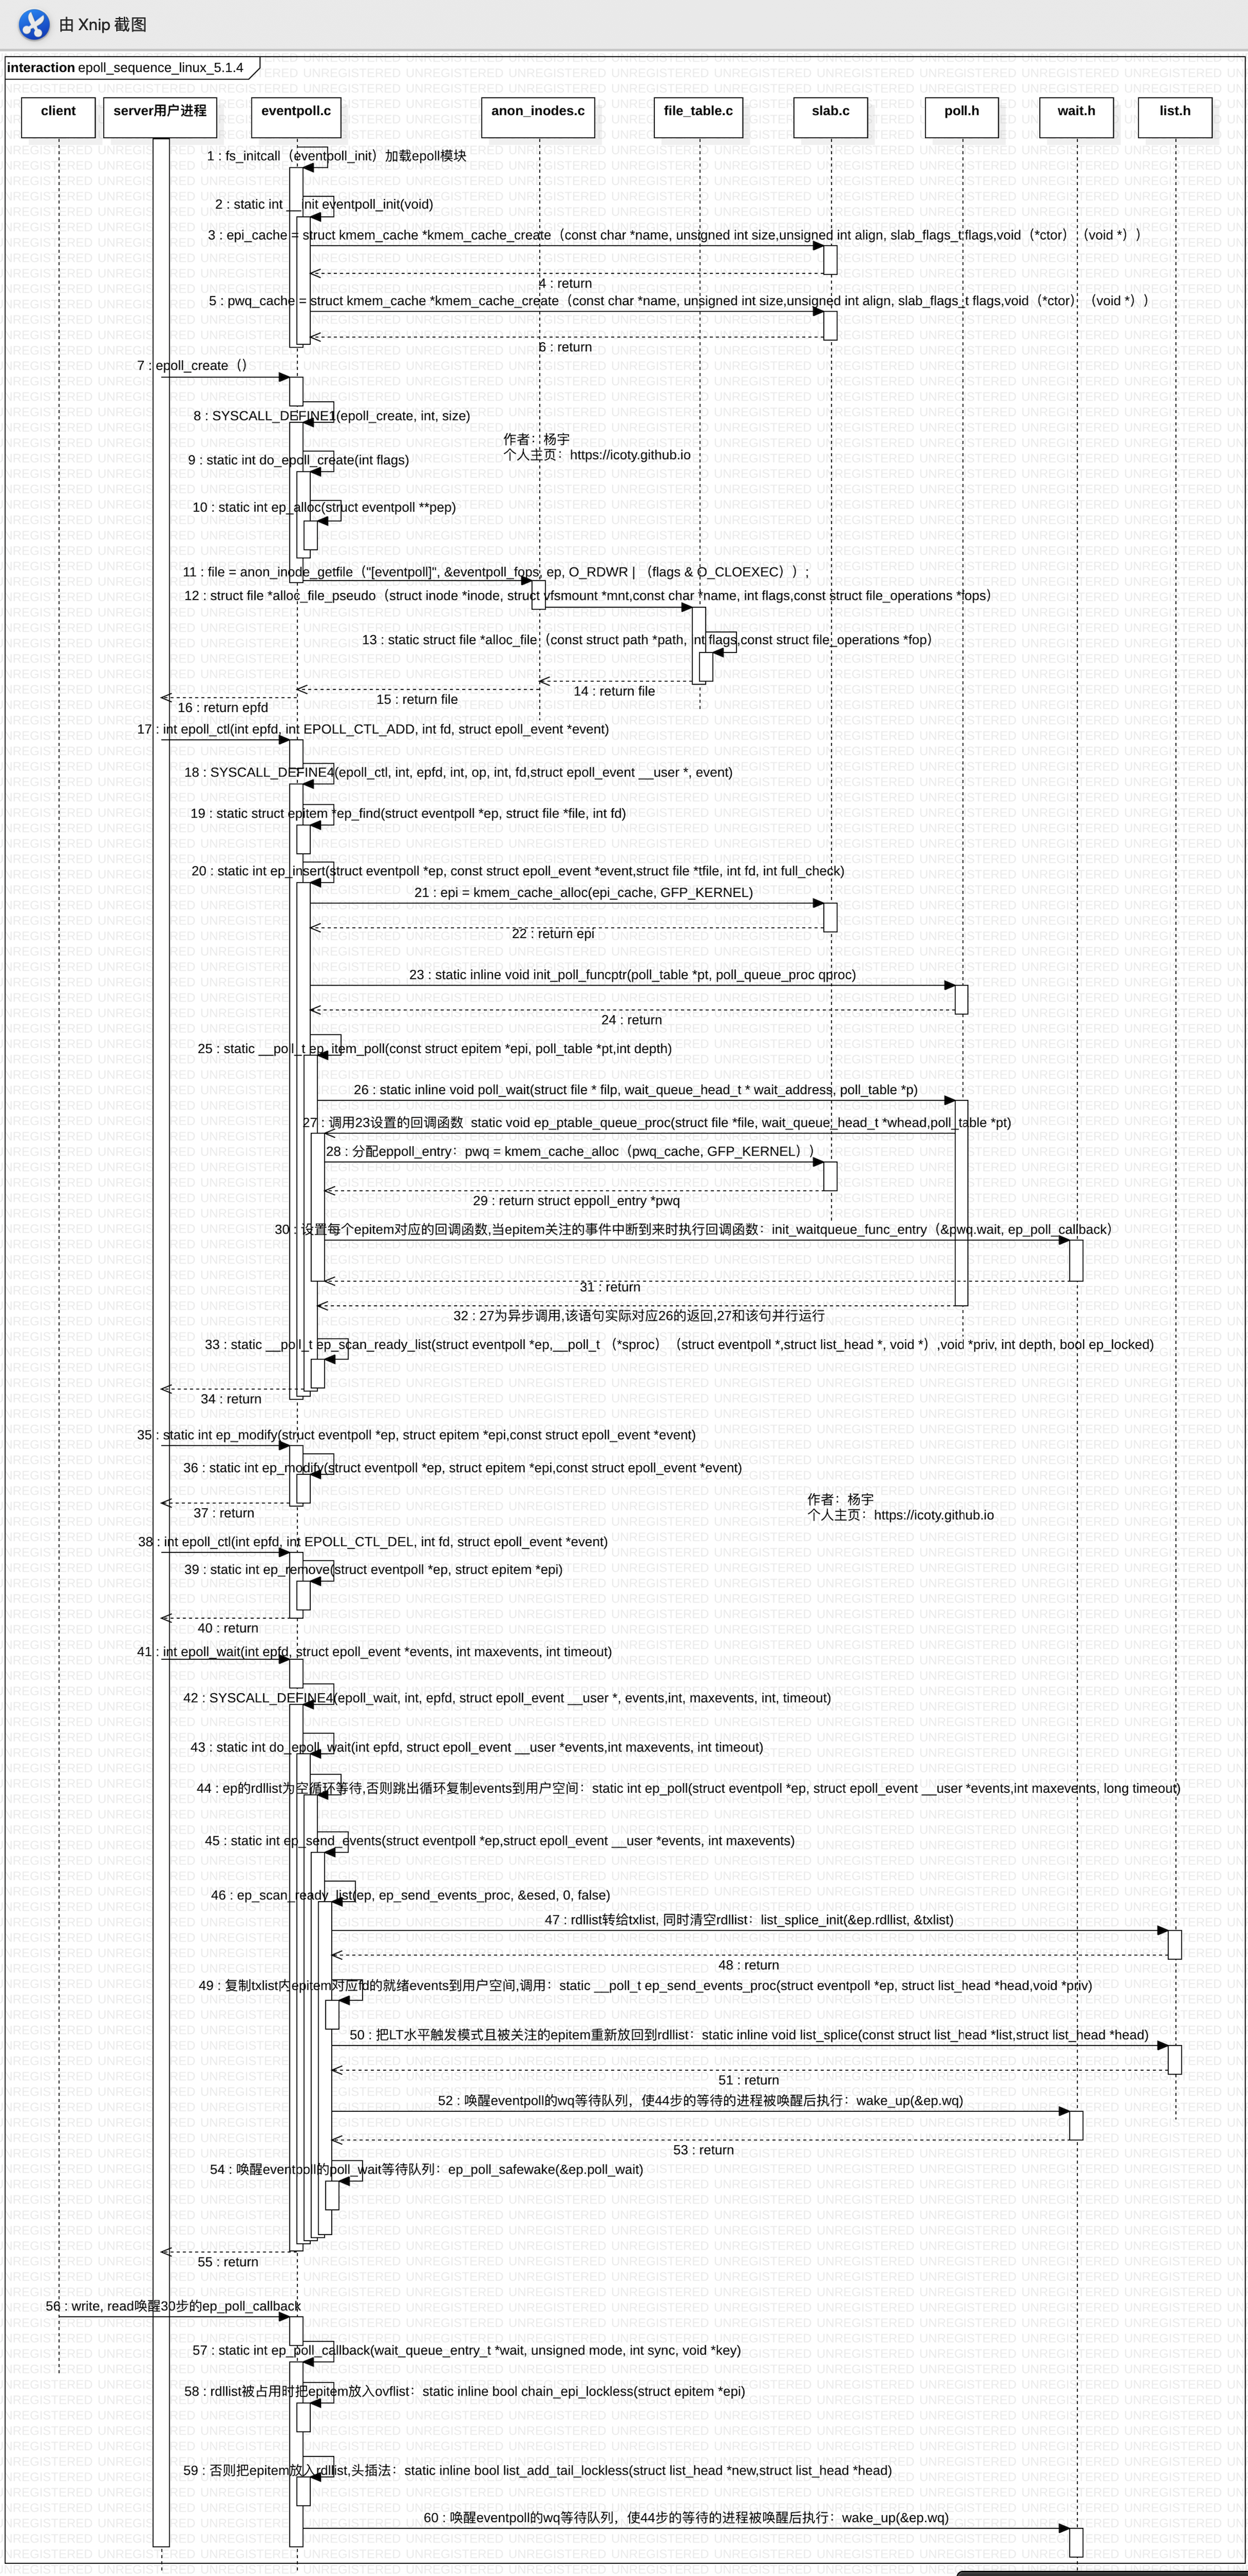 由 Xnip 截图
interaction epoll_sequence_linux_5.1.4
client
server用户进程
eventpoll.c
anon_inodes.c
file_table.c
slab.c
poll.h
wait.h
list.h
1 : fs_initcall（eventpoll_init）加载epoll模块
2 : static int __init eventpoll_init(void)
3 : epi_cache = struct kmem_cache *kmem_cache_create（const char *name, unsigned int size,unsigned int align, slab_flags_t flags,void（*ctor）（void *））
4 : return
5 : pwq_cache = struct kmem_cache *kmem_cache_create（const char *name, unsigned int size,unsigned int align, slab_flags_t flags,void（*ctor）（void *））
6 : return
7 : epoll_create（）
8 : SYSCALL_DEFINE1(epoll_create, int, size)
作者：杨宇
个人主页：https://icoty.github.io
9 : static int do_epoll_create(int flags)
10 : static int ep_alloc(struct eventpoll **pep)
11 : file = anon_inode_getfile（"[eventpoll]", &eventpoll_fops, ep, O_RDWR | （flags & O_CLOEXEC））;
12 : struct file *alloc_file_pseudo（struct inode *inode, struct vfsmount *mnt,const char *name, int flags,const struct file_operations *fops）
13 : static struct file *alloc_file（const struct path *path, int flags,const struct file_operations *fop）
14 : return file
15 : return file
16 : return epfd
17 : int epoll_ctl(int epfd, int EPOLL_CTL_ADD, int fd, struct epoll_event *event)
18 : SYSCALL_DEFINE4(epoll_ctl, int, epfd, int, op, int, fd,struct epoll_event __user *, event)
19 : static struct epitem *ep_find(struct eventpoll *ep, struct file *file, int fd)
20 : static int ep_insert(struct eventpoll *ep, const struct epoll_event *event,struct file *tfile, int fd, int full_check)
21 : epi = kmem_cache_alloc(epi_cache, GFP_KERNEL)
22 : return epi
23 : static inline void init_poll_funcptr(poll_table *pt, poll_queue_proc qproc)
24 : return
25 : static __poll_t ep_item_poll(const struct epitem *epi, poll_table *pt,int depth)
26 : static inline void poll_wait(struct file * filp, wait_queue_head_t * wait_address, poll_table *p)
27 : 调用23设置的回调函数 static void ep_ptable_queue_proc(struct file *file, wait_queue_head_t *whead,poll_table *pt)
28 : 分配eppoll_entry：pwq = kmem_cache_alloc（pwq_cache, GFP_KERNEL））
29 : return struct eppoll_entry *pwq
30 : 设置每个epitem对应的回调函数,当epitem关注的事件中断到来时执行回调函数：init_waitqueue_func_entry（&pwq.wait, ep_poll_callback）
31 : return
32 : 27为异步调用,该语句实际对应26的返回,27和该句并行运行
33 : static __poll_t ep_scan_ready_list(struct eventpoll *ep,__poll_t （*sproc）（struct eventpoll *,struct list_head *, void *）,void *priv, int depth, bool ep_locked)
34 : return
35 : static int ep_modify(struct eventpoll *ep, struct epitem *epi,const struct epoll_event *event)
36 : static int ep_modify(struct eventpoll *ep, struct epitem *epi,const struct epoll_event *event)
37 : return
作者：杨宇
个人主页：https://icoty.github.io
38 : int epoll_ctl(int epfd, int EPOLL_CTL_DEL, int fd, struct epoll_event *event)
39 : static int ep_remove(struct eventpoll *ep, struct epitem *epi)
40 : return
41 : int epoll_wait(int epfd, struct epoll_event *events, int maxevents, int timeout)
42 : SYSCALL_DEFINE4(epoll_wait, int, epfd, struct epoll_event __user *, events,int, maxevents, int, timeout)
43 : static int do_epoll_wait(int epfd, struct epoll_event __user *events,int maxevents, int timeout)
44 : ep的rdllist为空循环等待,否则跳出循环复制events到用户空间：static int ep_poll(struct eventpoll *ep, struct epoll_event __user *events,int maxevents, long timeout)
45 : static int ep_send_events(struct eventpoll *ep,struct epoll_event __user *events, int maxevents)
46 : ep_scan_ready_list(ep, ep_send_events_proc, &esed, 0, false)
47 : rdllist转给txlist, 同时清空rdllist：list_splice_init(&ep.rdllist, &txlist)
48 : return
49 : 复制txlist内epitem对应fd的就绪events到用户空间,调用：static __poll_t ep_send_events_proc(struct eventpoll *ep, struct list_head *head,void *priv)
50 : 把LT水平触发模式且被关注的epitem重新放回到rdllist：static inline void list_splice(const struct list_head *list,struct list_head *head)
51 : return
52 : 唤醒eventpoll的wq等待队列，使44步的等待的进程被唤醒后执行：wake_up(&ep.wq)
53 : return
54 : 唤醒eventpoll的poll_wait等待队列：ep_poll_safewake(&ep.poll_wait)
55 : return
56 : write, read唤醒30步的ep_poll_callback
57 : static int ep_poll_callback(wait_queue_entry_t *wait, unsigned mode, int sync, void *key)
58 : rdllist被占用时把epitem放入ovflist：static inline bool chain_epi_lockless(struct epitem *epi)
59 : 否则把epitem放入rdllist,头插法：static inline bool list_add_tail_lockless(struct list_head *new,struct list_head *head)
60 : 唤醒eventpoll的wq等待队列，使44步的等待的进程被唤醒后执行：wake_up(&ep.wq)